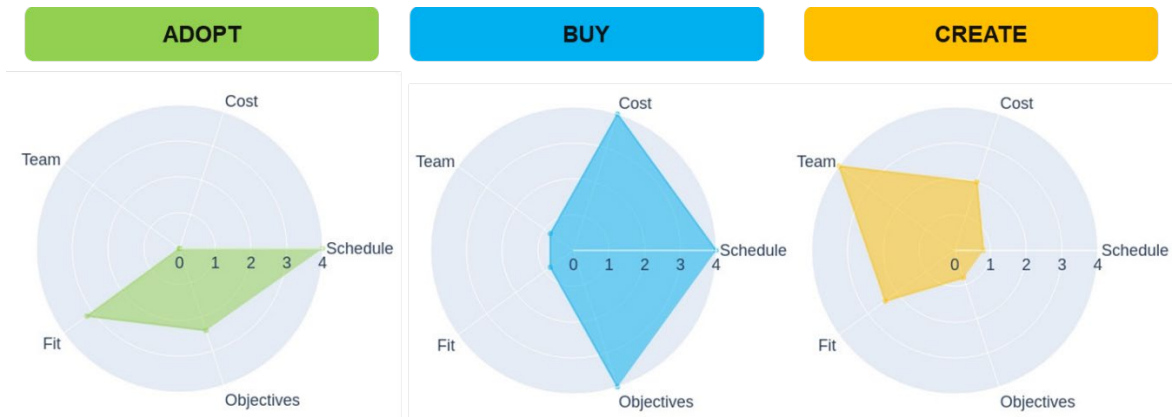 ADOPT
BUY
CREATE
Cost
Team
Schedule
0 1 2 3 4
Fit
Objectives
Cost
Team
Schedule
0 1 2 3 4
Fit
Objectives
Cost
Team
Schedule
0 1 2 3 4
Fit
Objectives